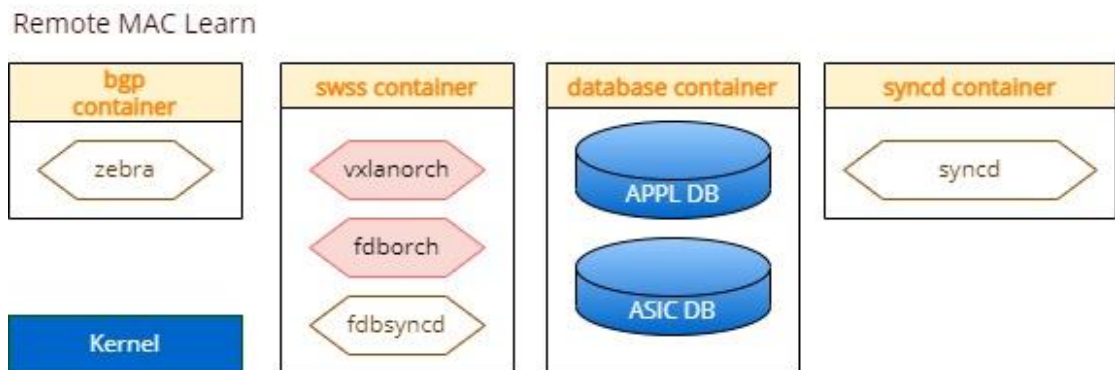 Remote MAC Learn
bgp
container
swss container
database container
syncd container
zebra
vxlanorch
APPL DB
syncd
fdborch
fdbsyncd
ASIC DB
Kernel